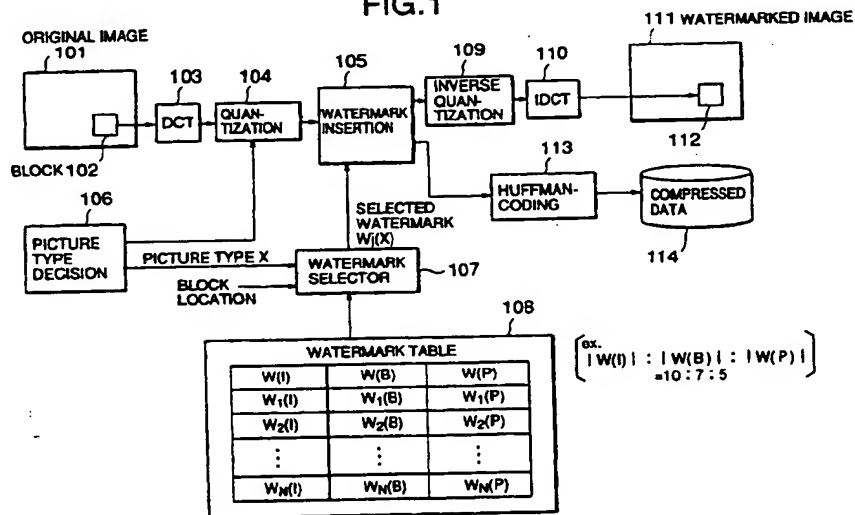 FIG.1
ORIGINAL IMAGE
101
103
DCT
104
QUAN-
TIZATION
105
WATERMARK
INSERTION
109
INVERSE
QUAN-
TIZATION
110
IDCT
111 WATERMARKED IMAGE
112
BLOCK 102
106
PICTURE
TYPE
DECISION
PICTURE TYPE X
BLOCK
LOCATION
SELECTED
WATERMARK
Wj(X)
WATERMARK
SELECTOR
107
113
HUFFMAN-
CODING
COMPRESSED
DATA
114
108
WATERMARK TABLE
W(I) W(B) W(P)
W1(I) W1(B) W1(P)
W2(I) W2(B) W2(P)
⋮ ⋮ ⋮
WN(I) WN(B) WN(P)
ex.
|W(I)| : |W(B)| : |W(P)|
=10 : 7 : 5